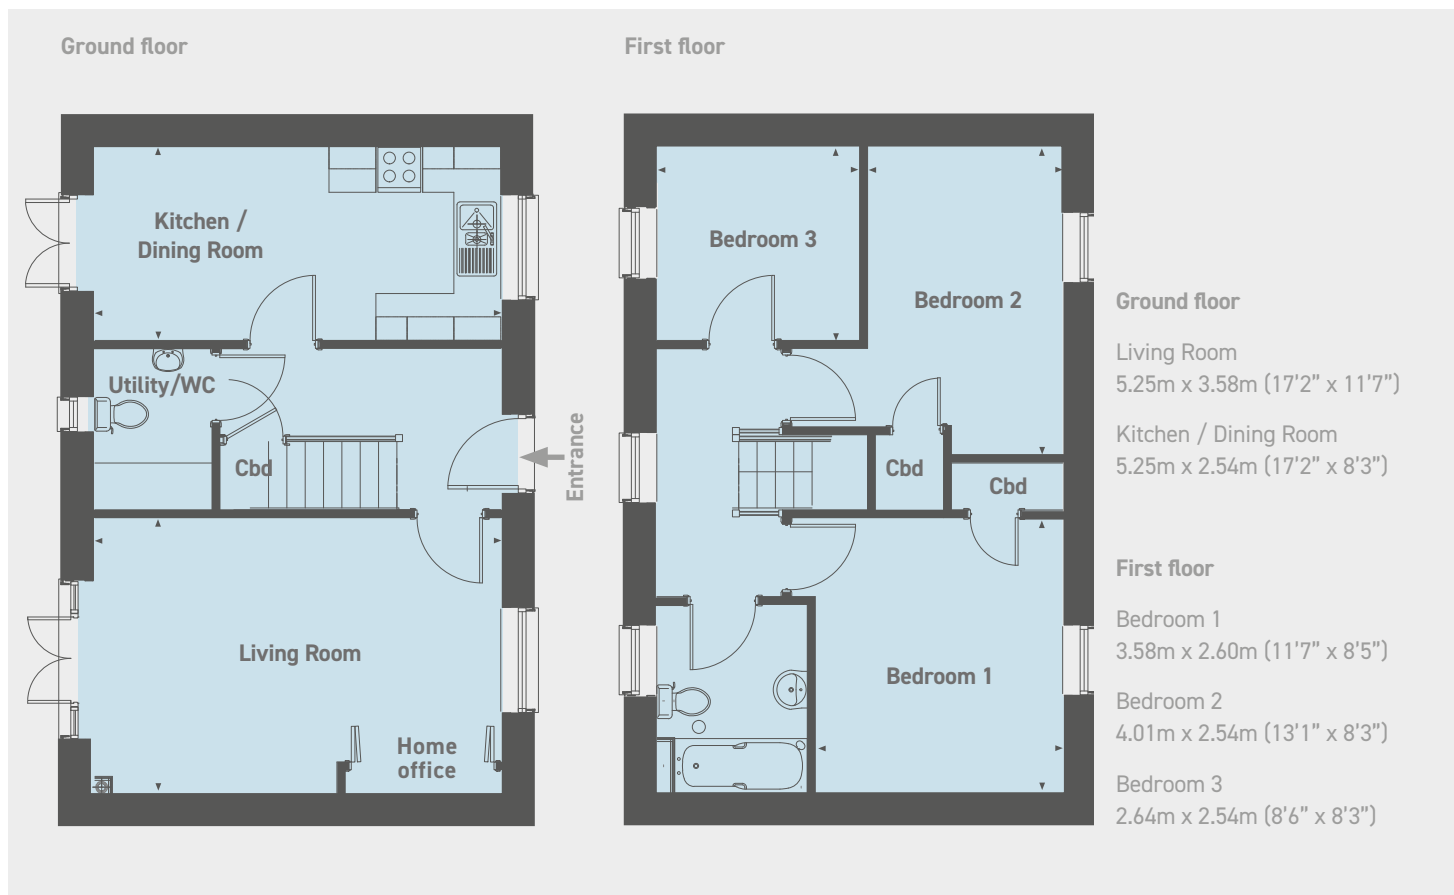 Ground floor
Kitchen /
Dining Room
Utility/WC
Cbd
Entrance
Living Room
Home
office
First floor
Bedroom 3
Bedroom 2
Cbd
Cbd
Bedroom 1
Ground floor
Living Room
5.25m x 3.58m (17’2” x 11’7”)
Kitchen / Dining Room
5.25m x 2.54m (17’2” x 8’3”)
First floor
Bedroom 1
3.58m x 2.60m (11’7” x 8’5”)
Bedroom 2
4.01m x 2.54m (13’1” x 8’3”)
Bedroom 3
2.64m x 2.54m (8’6” x 8’3”)